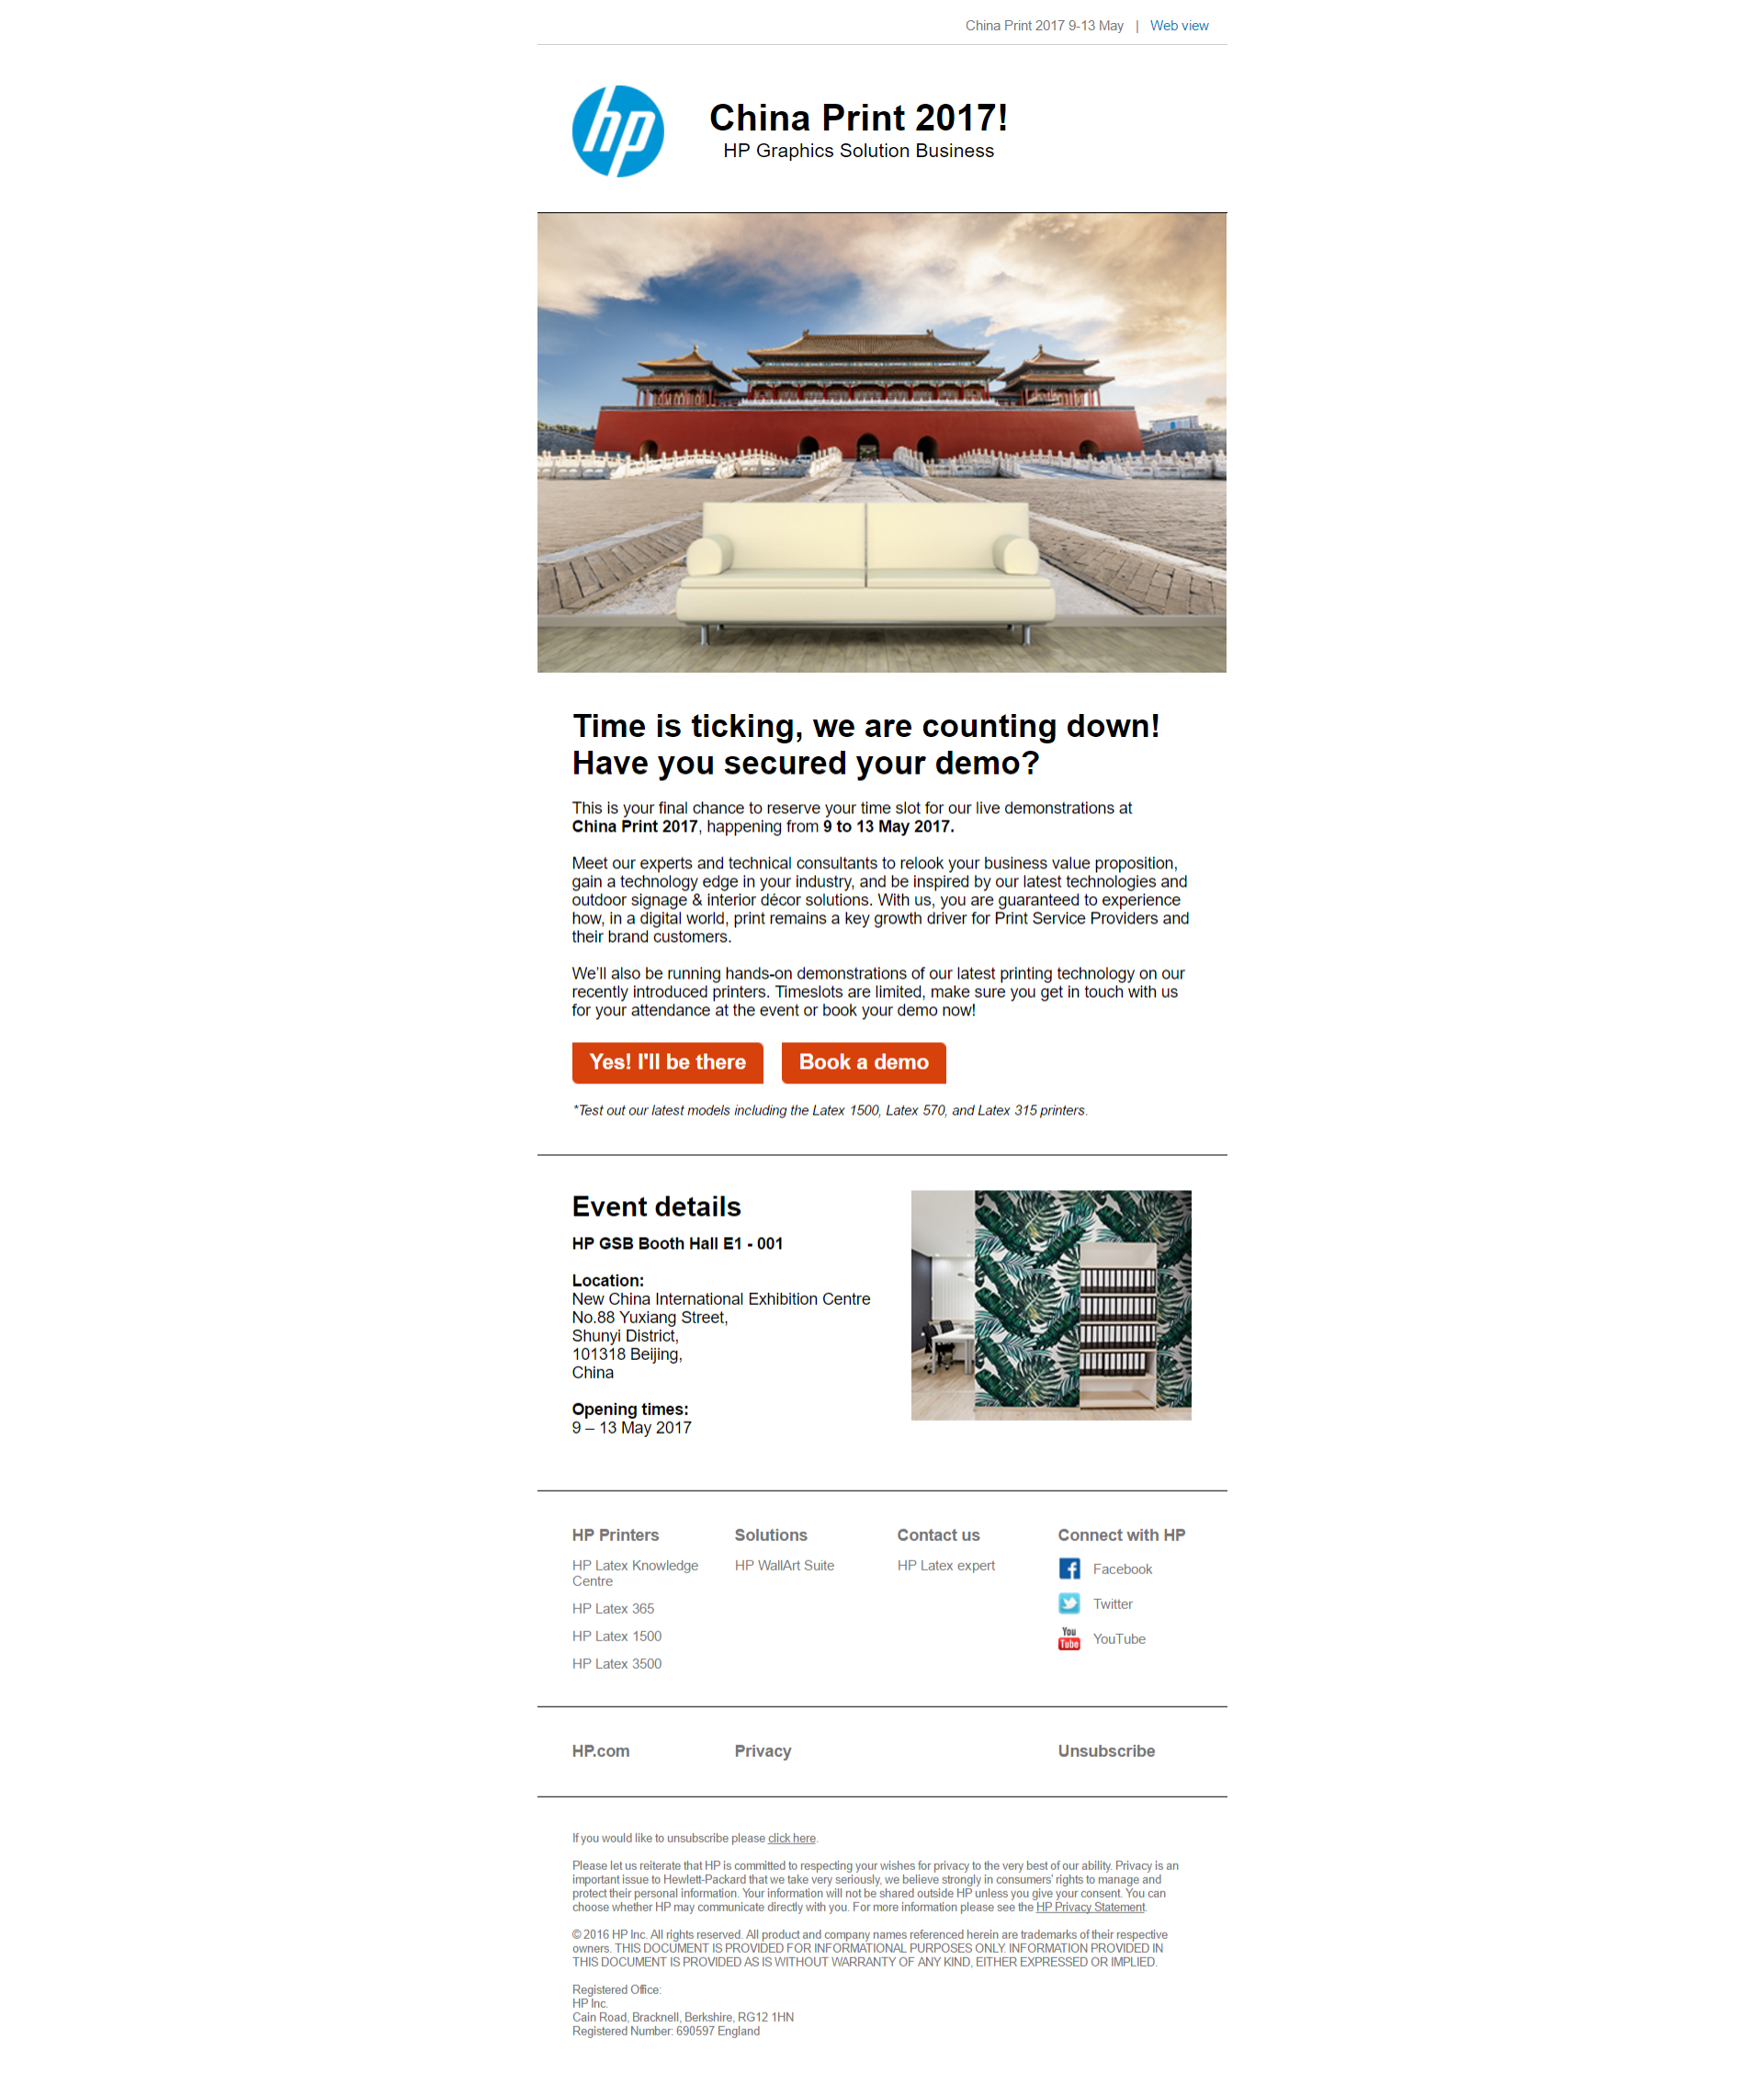 China Print 2017 9-13 May | Web view
hp
China Print 2017!
HP Graphics Solution Business
Time is ticking, we are counting down!
Have you secured your demo?
This is your final chance to reserve your time slot for our live demonstrations at
China Print 2017, happening from 9 to 13 May 2017.
Meet our experts and technical consultants to relook your business value proposition,
gain a technology edge in your industry, and be inspired by our latest technologies and
outdoor signage & interior décor solutions. With us, you are guaranteed to experience
how, in a digital world, print remains a key growth driver for Print Service Providers and
their brand customers.
We'll also be running hands-on demonstrations of our latest printing technology on our
recently introduced printers. Timeslots are limited, make sure you get in touch with us
for your attendance at the event or book your demo now!
Yes! I'll be there Book a demo
*Test out our latest models including the Latex 1500, Latex 570, and Latex 315 printers.
Event details
HP GSB Booth Hall E1 - 001
Location:
New China International Exhibition Centre
No.88 Yuxiang Street,
Shunyi District,
101318 Beijing,
China
Opening times:
9 – 13 May 2017
HP Printers
HP Latex Knowledge
Centre
HP Latex 365
HP Latex 1500
HP Latex 3500
Solutions
HP WallArt Suite
Contact us
HP Latex expert
Connect with HP
Facebook
Twitter
You
Tube YouTube
HP.com Privacy Unsubscribe
If you would like to unsubscribe please click here.
Please let us reiterate that HP is committed to respecting your wishes for privacy to the very best of our ability. Privacy is an
important issue to Hewlett-Packard that we take very seriously, we believe strongly in consumers' rights to manage and
protect their personal information. Your information will not be shared outside HP unless you give your consent. You can
choose whether HP may communicate directly with you. For more information please see the HP Privacy Statement.
© 2016 HP Inc. All rights reserved. All product and company names referenced herein are trademarks of their respective
owners. THIS DOCUMENT IS PROVIDED FOR INFORMATIONAL PURPOSES ONLY. INFORMATION PROVIDED IN
THIS DOCUMENT IS PROVIDED AS IS WITHOUT WARRANTY OF ANY KIND, EITHER EXPRESSED OR IMPLIED.
Registered Office:
HP Inc.
Cain Road, Bracknell, Berkshire, RG12 1HN
Registered Number: 690597 England